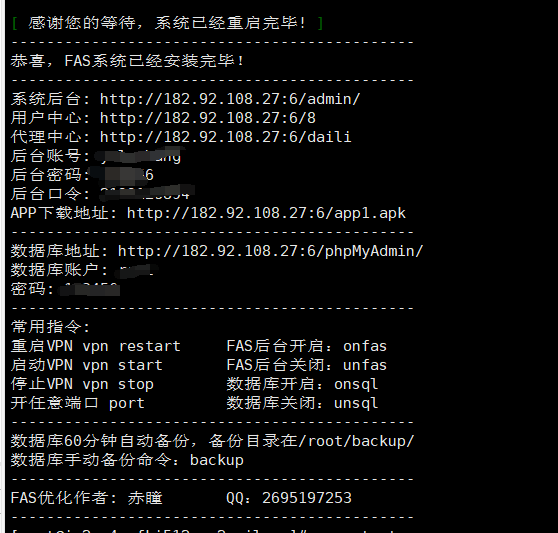 [ 感谢您的等待，系统已经重启完毕！]
---------------------------------------------
恭喜，FAS系统已经安装完毕！
---------------------------------------------
系统后台: http://182.92.108.27:6/admin/
用户中心: http://182.92.108.27:6/8
代理中心: http://182.92.108.27:6/daili
后台账号:
后台密码:
后台口令:
APP下载地址: http://182.92.108.27:6/app1.apk
---------------------------------------------
数据库地址: http://182.92.108.27:6/phpMyAdmin/
数据库账户:
密码:
---------------------------------------------
常用指令:
重启VPN vpn restart     FAS后台开启：onfas
启动VPN vpn start       FAS后台关闭：unfas
停止VPN vpn stop        数据库开启：onsql
开任意端口 port         数据库关闭：unsql
---------------------------------------------
数据库60分钟自动备份，备份目录在/root/backup/
数据库手动备份命令：backup
---------------------------------------------
FAS优化作者: 赤瞳       QQ：2695197253
---------------------------------------------